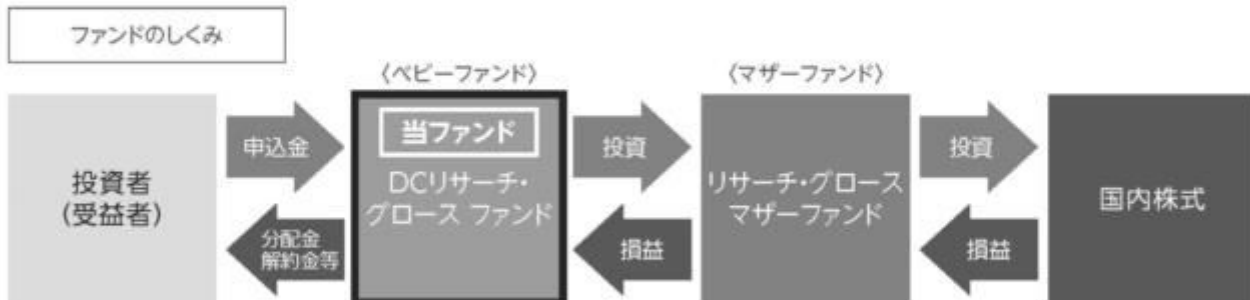 ファンドのしくみ
〈ベビーファンド〉
〈マザーファンド〉
投資者
(受益者)
申込金
分配金
解約金等
当ファンド
DCリサーチ・
グロース ファンド
投資
損益
リサーチ・グロース
マザーファンド
投資
損益
国内株式